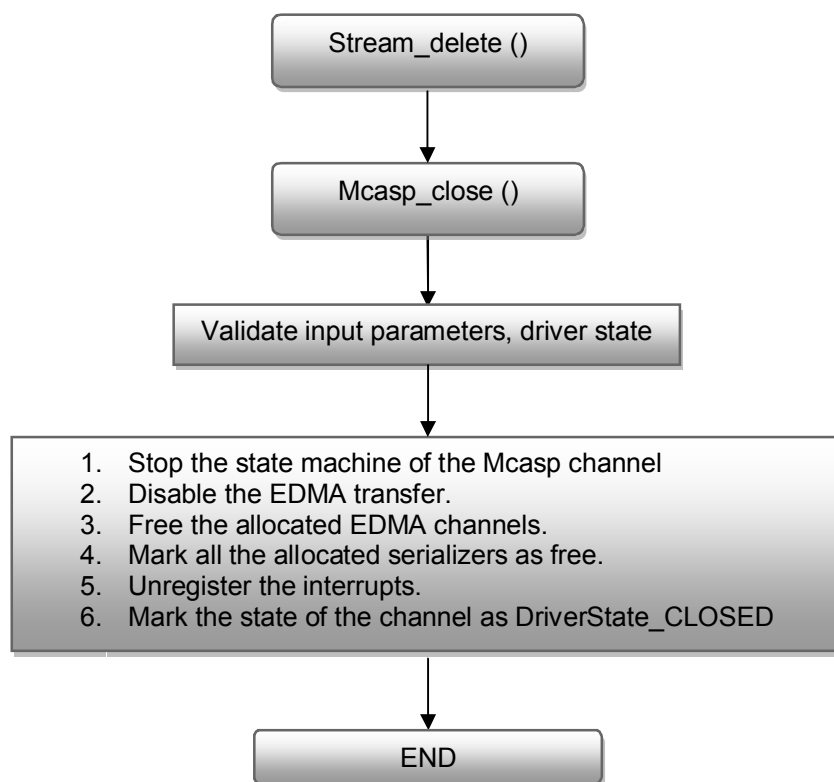 Stream_delete ()
Mcasp_close ()
Validate input parameters, driver state
1. Stop the state machine of the Mcasp channel
2. Disable the EDMA transfer.
3. Free the allocated EDMA channels.
4. Mark all the allocated serializers as free.
5. Unregister the interrupts.
6. Mark the state of the channel as DriverState_CLOSED
END